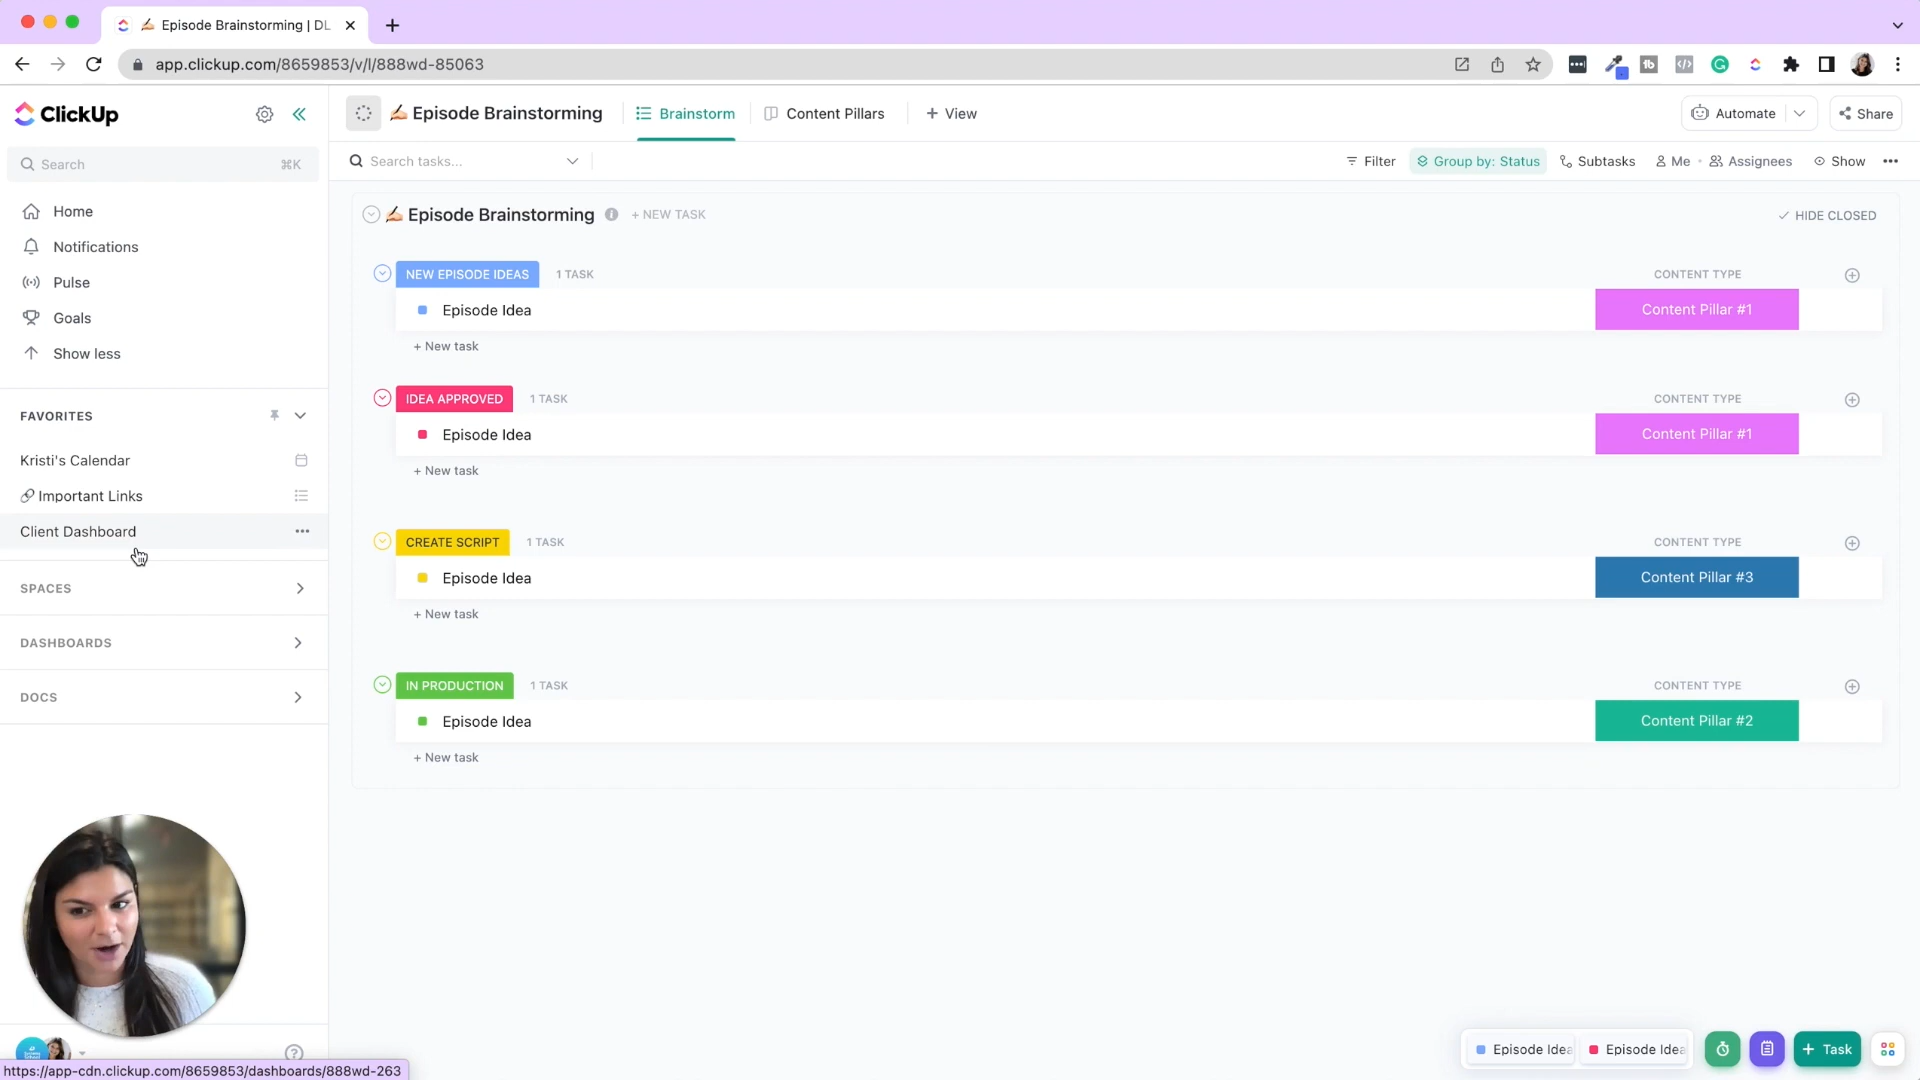 Episode Brainstorming | DL
app.clickup.com/8659853/v/l/888wd-85063
ClickUp
Episode Brainstorming
Brainstorm
Content Pillars
+ View
Automate
Share
Search
⌘K
Search tasks...
Filter
Group by: Status
Subtasks
Me
Assignees
Show
Home
Notifications
Pulse
Goals
Show less
FAVORITES
Kristi's Calendar
Important Links
Client Dashboard
SPACES
DASHBOARDS
DOCS
Episode Brainstorming
+ NEW TASK
HIDE CLOSED
NEW EPISODE IDEAS
1 TASK
CONTENT TYPE
Episode Idea
Content Pillar #1
+ New task
IDEA APPROVED
1 TASK
CONTENT TYPE
Episode Idea
Content Pillar #1
+ New task
CREATE SCRIPT
1 TASK
CONTENT TYPE
Episode Idea
Content Pillar #3
+ New task
IN PRODUCTION
1 TASK
CONTENT TYPE
Episode Idea
Content Pillar #2
+ New task
Episode Idea
Episode Idea
+ Task
https://app-cdn.clickup.com/8659853/dashboards/888wd-263